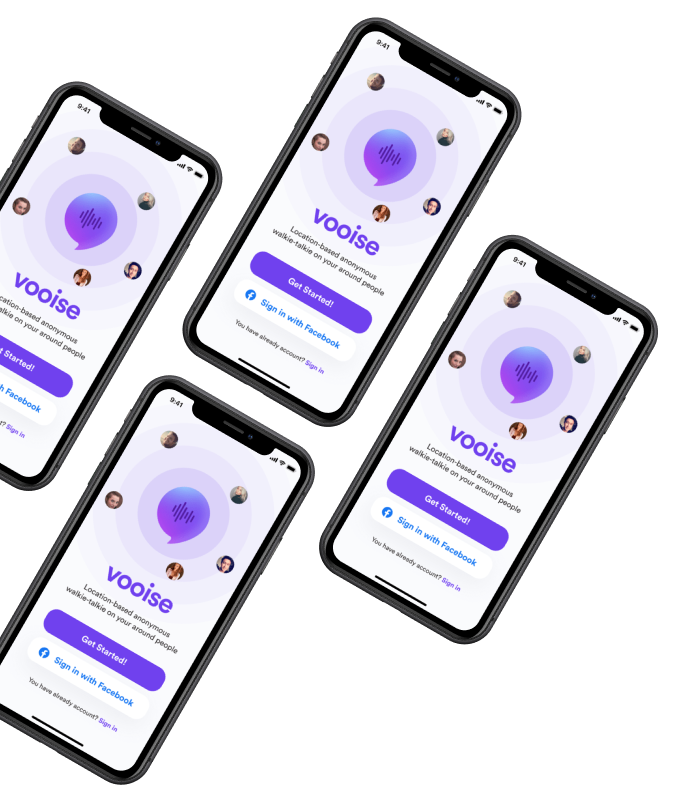 9:41
vooise
Location-based anonymous
walkie-talkie on your around people
Get Started!
Sign in with Facebook
You have already account? Sign in
9:41
vooise
cation-based anonymous
lkie on your around people
Started!
h Facebook
? Sign in
9:41
vooise
Location-based anonymous
walkie-talkie on your around people
Get Started!
Sign in with Facebook
You have already account? Sign in
9:41
vooise
Location-based anonymous
walkie-talkie on your around people
Get Started!
Sign in with Facebook
You have already account? Sign in